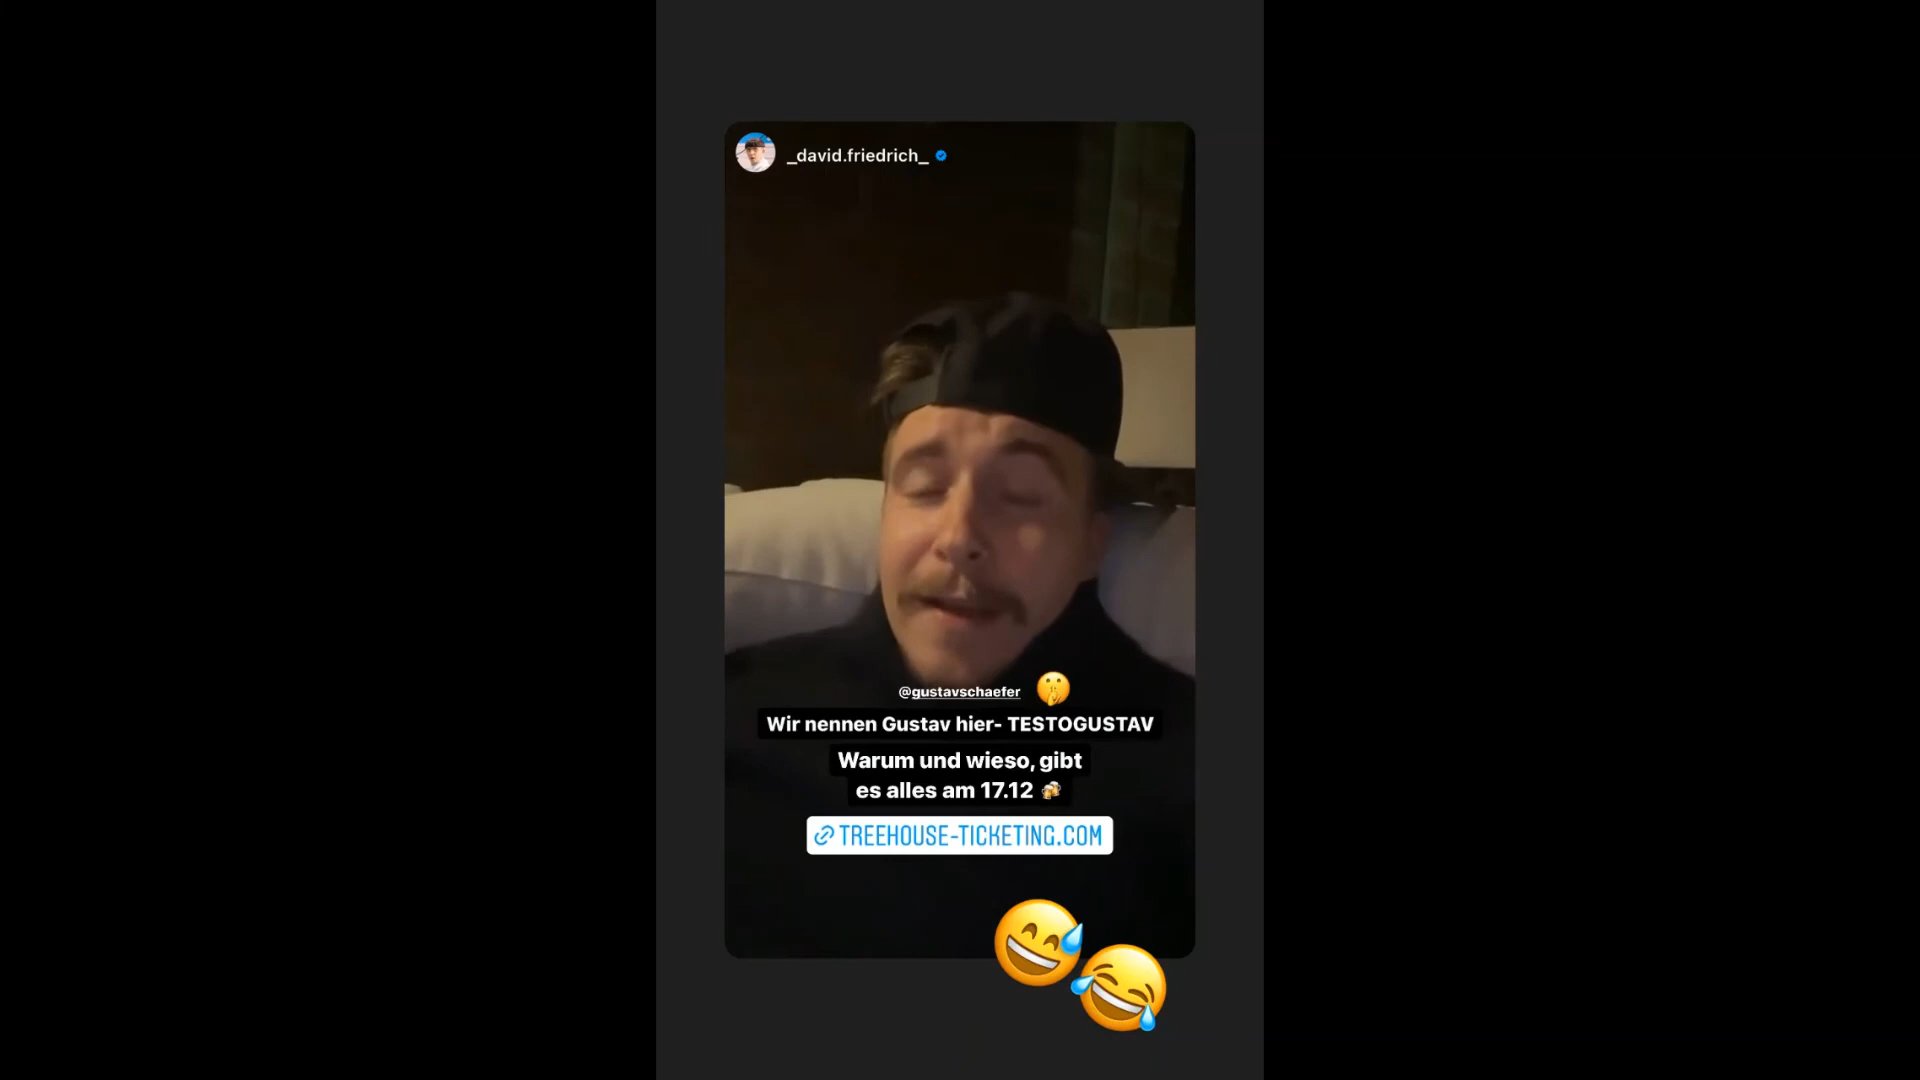 _david.friedrich_
@gustavschaefer
Wir nennen Gustav hier- TESTOGUSTAV
Warum und wieso, gibt
es alles am 17.12
TREEHOUSE-TICKETING.COM